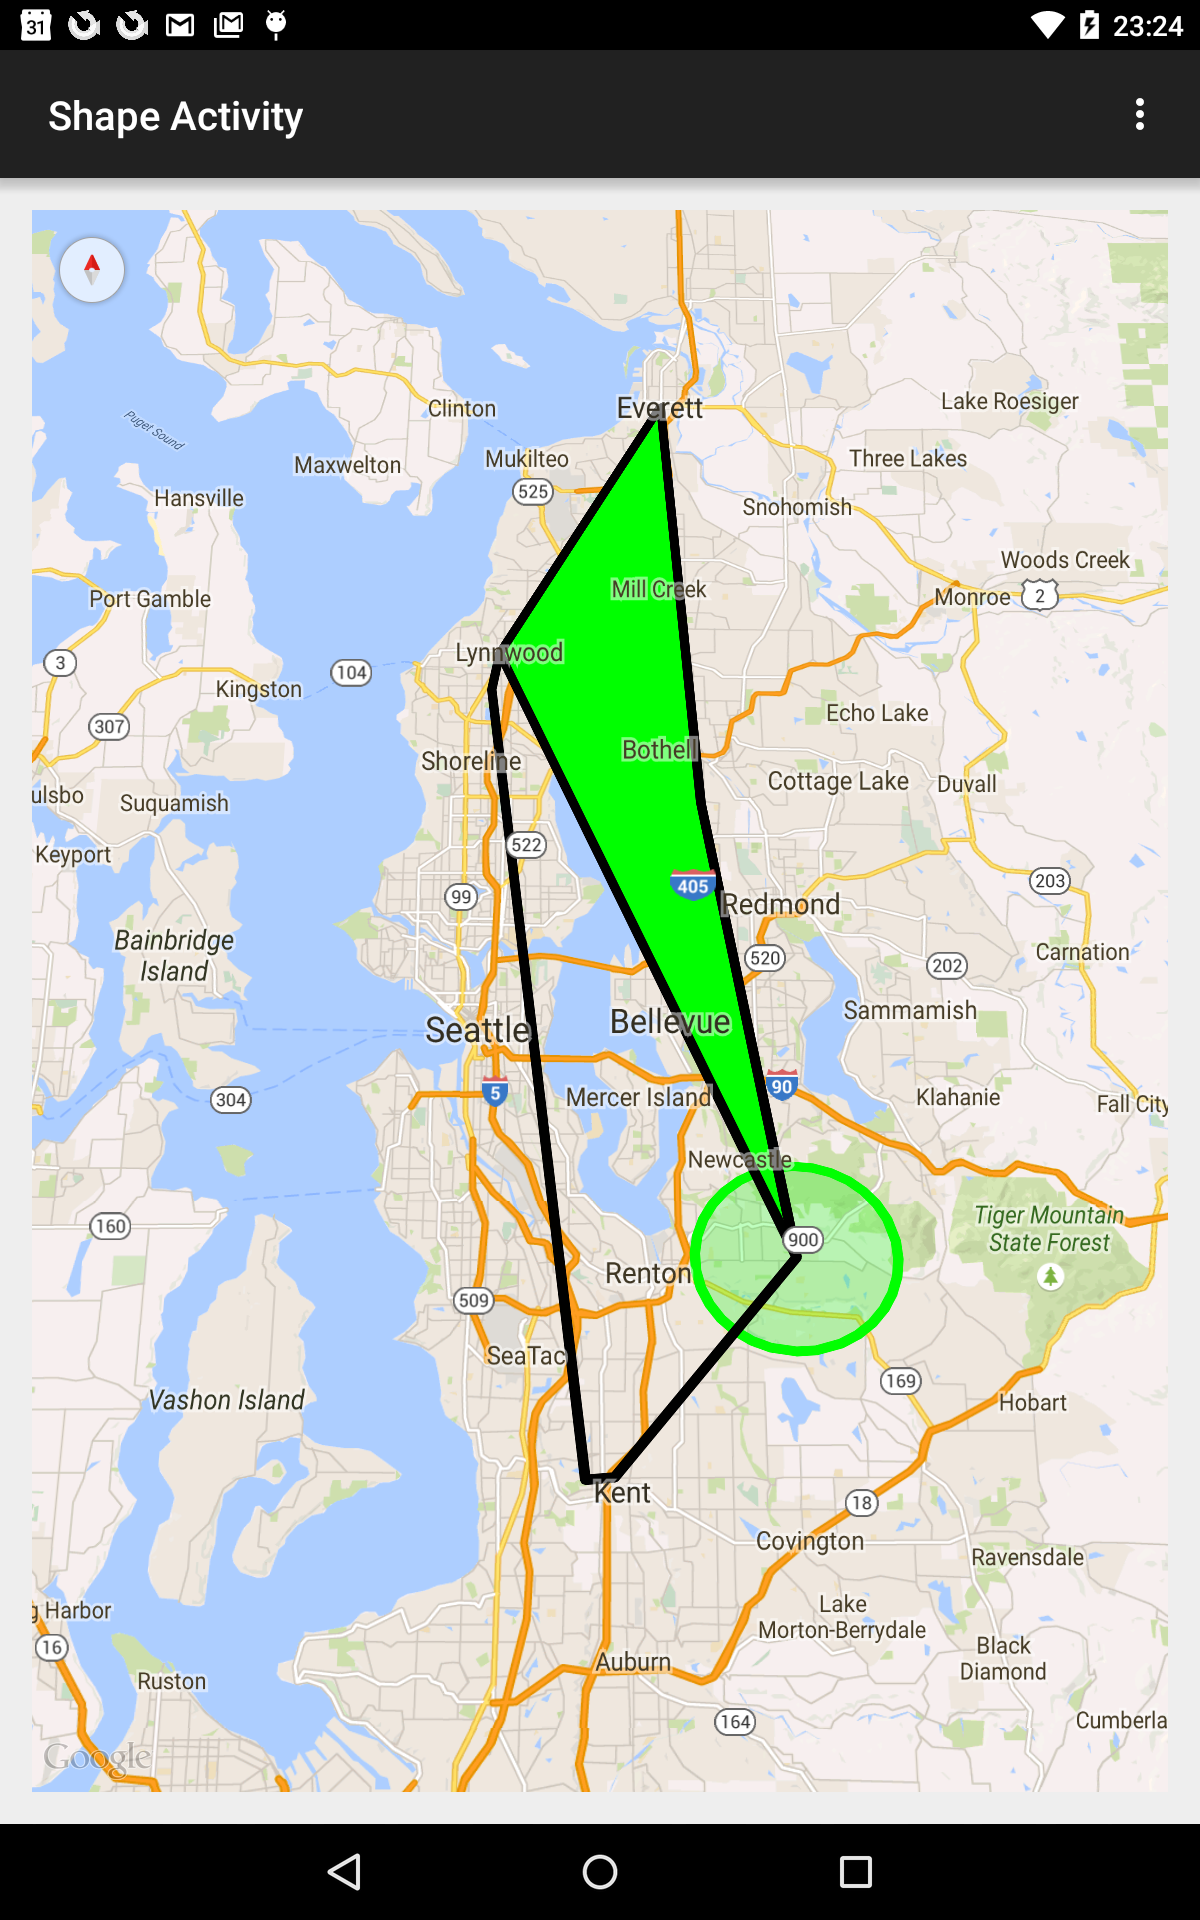 31
23:24
Shape Activity
Everett
Clinton
Lake Roesiger
Puget Sound
Mukilteo
Three Lakes
Maxwelton
525
Hansville
Snohomish
Woods Creek
Mill Creek
Port Gamble
Monroe
2
Lynnwood
3
104
Kingston
307
Echo Lake
Bothell
Shoreline
Cottage Lake
Duvall
ulsbo
Suquamish
522
Keyport
405
203
99
Redmond
Bainbridge
Island
520
202
Carnation
Sammamish
Seattle
Bellevue
5
90
304
Mercer Island
Klahanie
Fall City
Newcastle
160
Tiger Mountain
State Forest
900
Renton
509
SeaTac
169
Vashon Island
Hobart
Kent
18
Covington
Ravensdale
g Harbor
Lake
Morton-Berrydale
16
Black
Diamond
Auburn
Ruston
164
Cumberla
Google